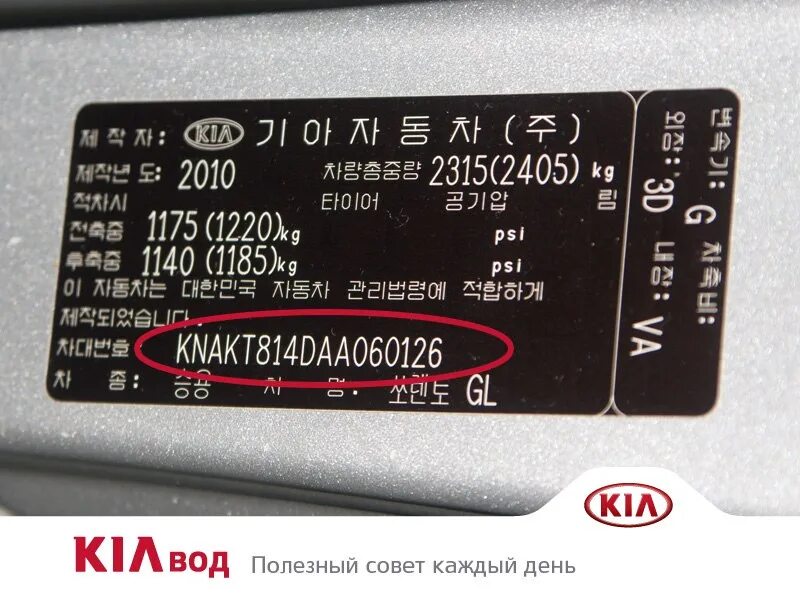 제 작 자: KIA 기 아 자 동 차 ( 주 )
제작년 도: 2010 차량총중량 2315(2405) kg
적차시 타이어 공기압 림
전축중 1175 (1220)kg psi
후축중 1140 (1185)kg psi
이 자동차는 대한민국 자동차 관리법령에 적합하게
제작되었습니다.
차대번호 KNAKT814DAA060126
차 종: 승용 차 명: 쏘렌토 GL
변속기: G 차축비:
외장: 3D 내장: VA
KIA
KIAвод Полезный совет каждый день